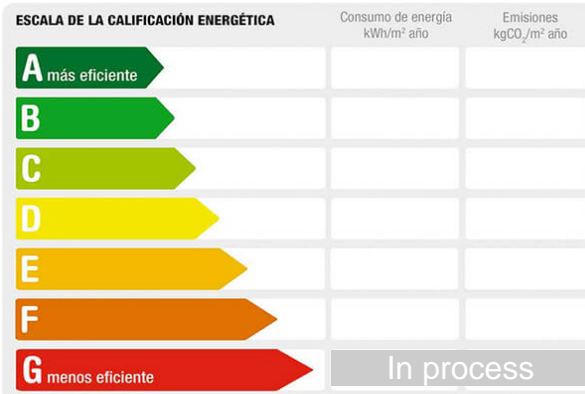 ESCALA DE LA CALIFICACIÓN ENERGÉTICA
Consumo de energía
kWh/m² año
Emisiones
kgCO₂/m² año
A más eficiente
B
C
D
E
F
G menos eficiente
In process